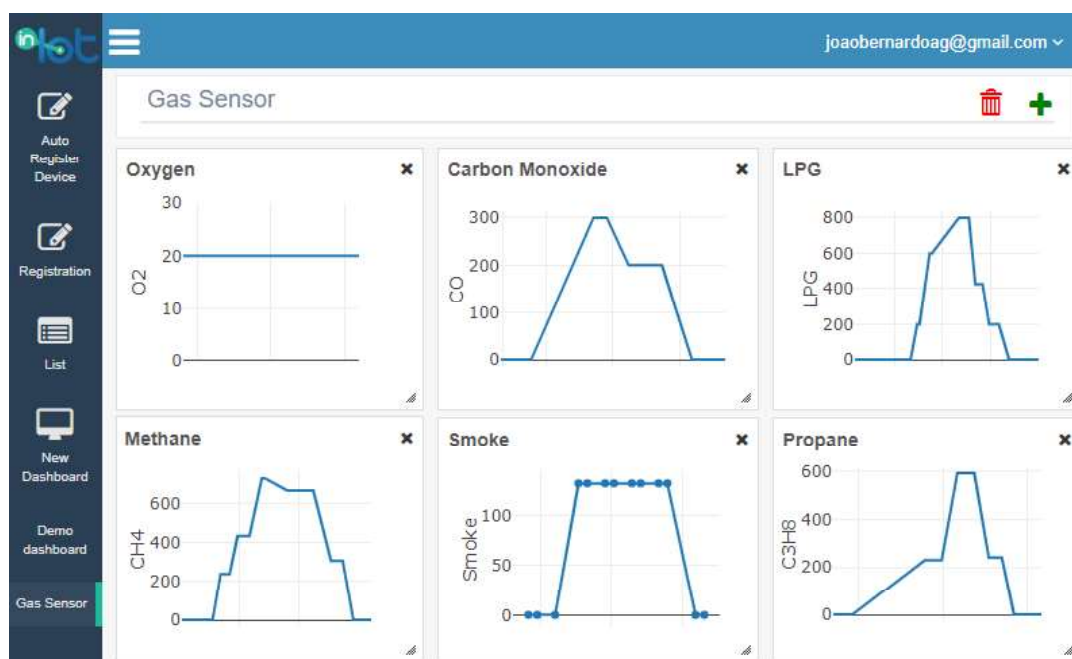 in
Iot
joaobernardoag@gmail.com
Auto
Register
Device
Registration
List
New
Dashboard
Demo
dashboard
Gas Sensor
Gas Sensor
Oxygen
30
20
10
0
O2
Carbon Monoxide
300
200
100
0
CO
LPG
800
600
400
200
0
LPG
Methane
600
400
200
0
CH4
Smoke
100
50
0
Smoke
Propane
600
400
200
0
C3H8